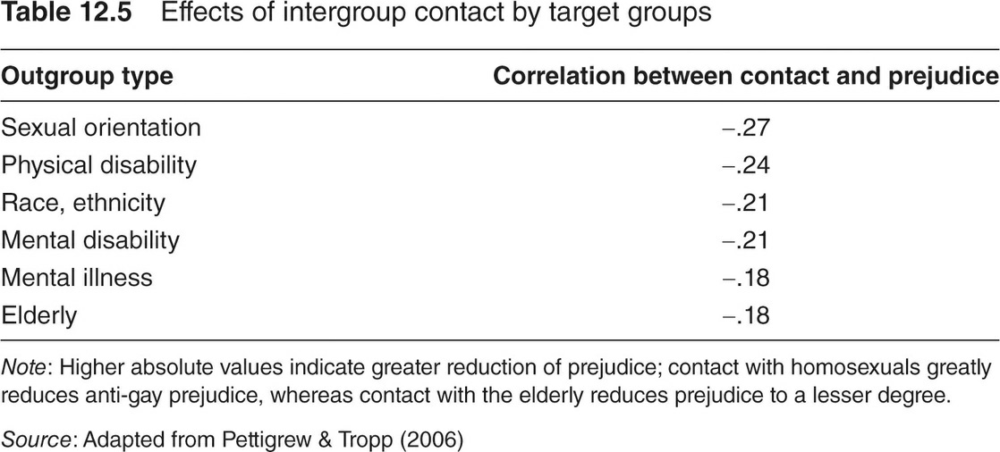 Table 12.5 Effects of intergroup contact by target groups
Outgroup type Correlation between contact and prejudice
Sexual orientation –.27
Physical disability –.24
Race, ethnicity –.21
Mental disability –.21
Mental illness –.18
Elderly –.18
Note: Higher absolute values indicate greater reduction of prejudice; contact with homosexuals greatly
reduces anti-gay prejudice, whereas contact with the elderly reduces prejudice to a lesser degree.
Source: Adapted from Pettigrew & Tropp (2006)